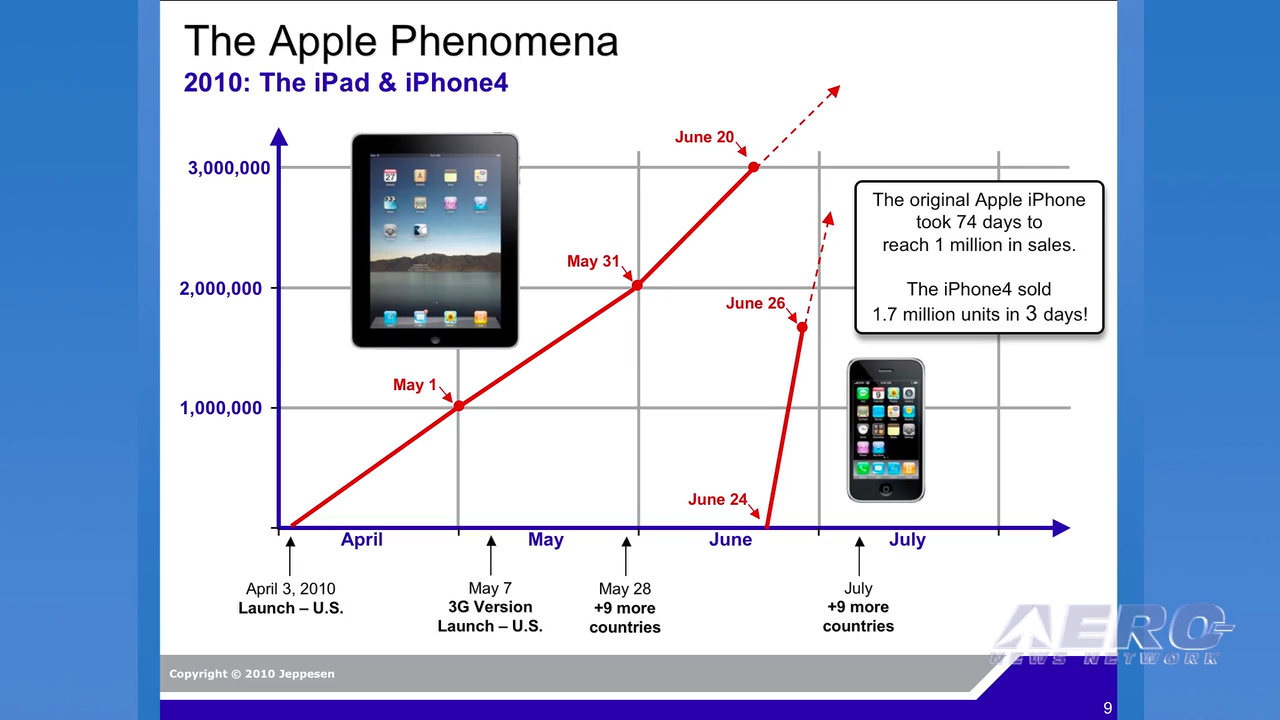 The Apple Phenomena
2010: The iPad & iPhone4
3,000,000
2,000,000
1,000,000
June 20
May 31
June 26
May 1
June 24
The original Apple iPhone
took 74 days to
reach 1 million in sales.
The iPhone4 sold
1.7 million units in 3 days!
April
May
June
July
April 3, 2010
Launch – U.S.
May 7
3G Version
Launch – U.S.
May 28
+9 more
countries
July
+9 more
countries
AERO
NEWS NETWORK
Copyright © 2010 Jeppesen
9